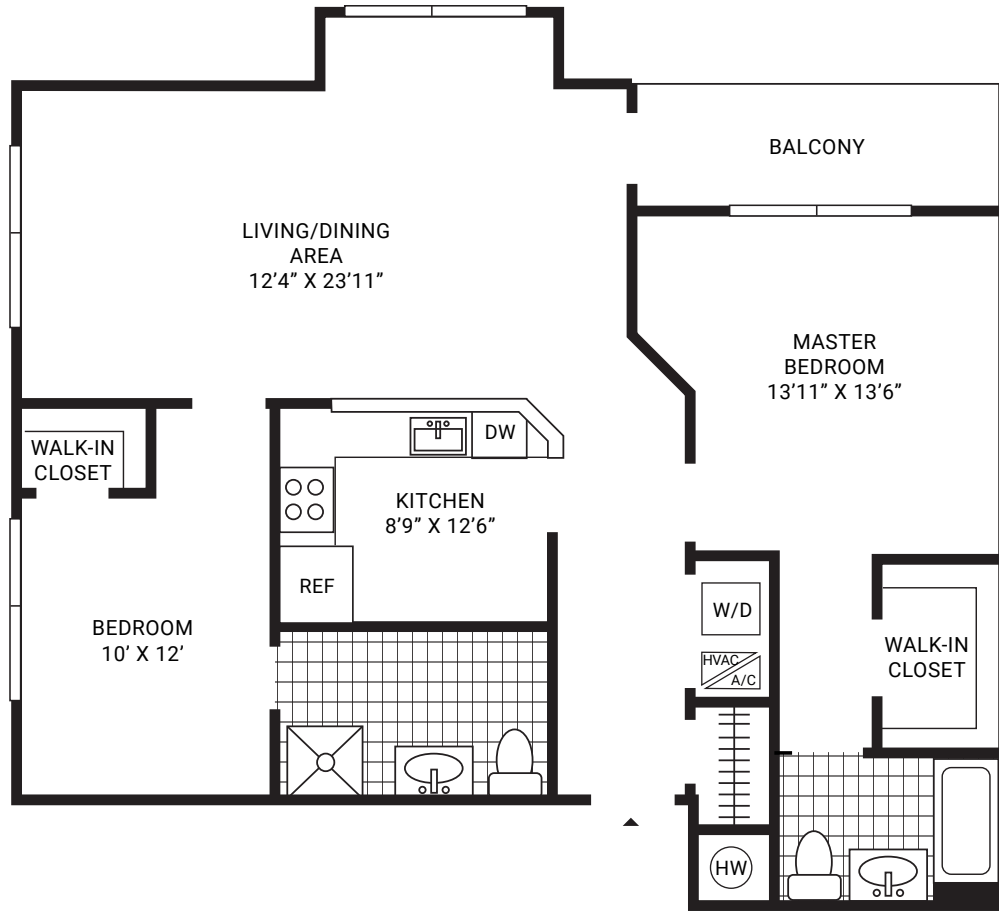 BALCONY
LIVING/DINING
AREA
12’4” X 23’11”
MASTER
BEDROOM
13’11” X 13’6”
WALK-IN
CLOSET
DW
KITCHEN
8’9” X 12’6”
REF
BEDROOM
10’ X 12’
W/D
HVAC
A/C
WALK-IN
CLOSET
HW